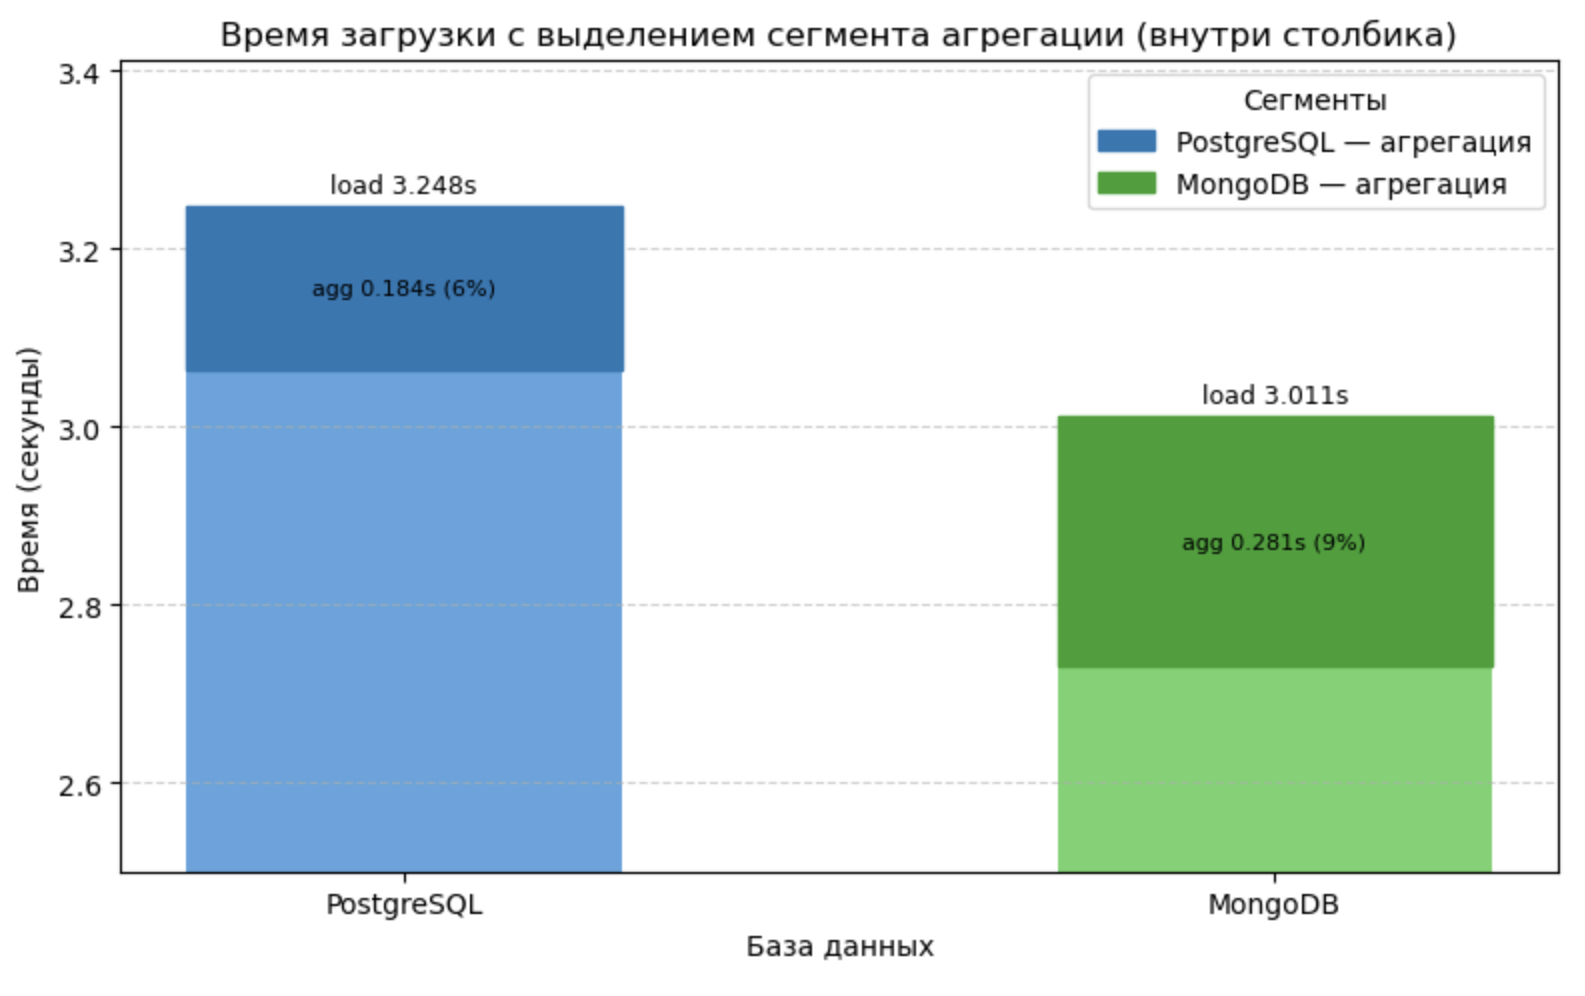 Время загрузки с выделением сегмента агрегации (внутри столбика)
3.4
3.2
3.0
2.8
2.6
Время (секунды)
Сегменты
PostgreSQL — агрегация
MongoDB — агрегация
load 3.248s
agg 0.184s (6%)
load 3.011s
agg 0.281s (9%)
PostgreSQL
MongoDB
База данных